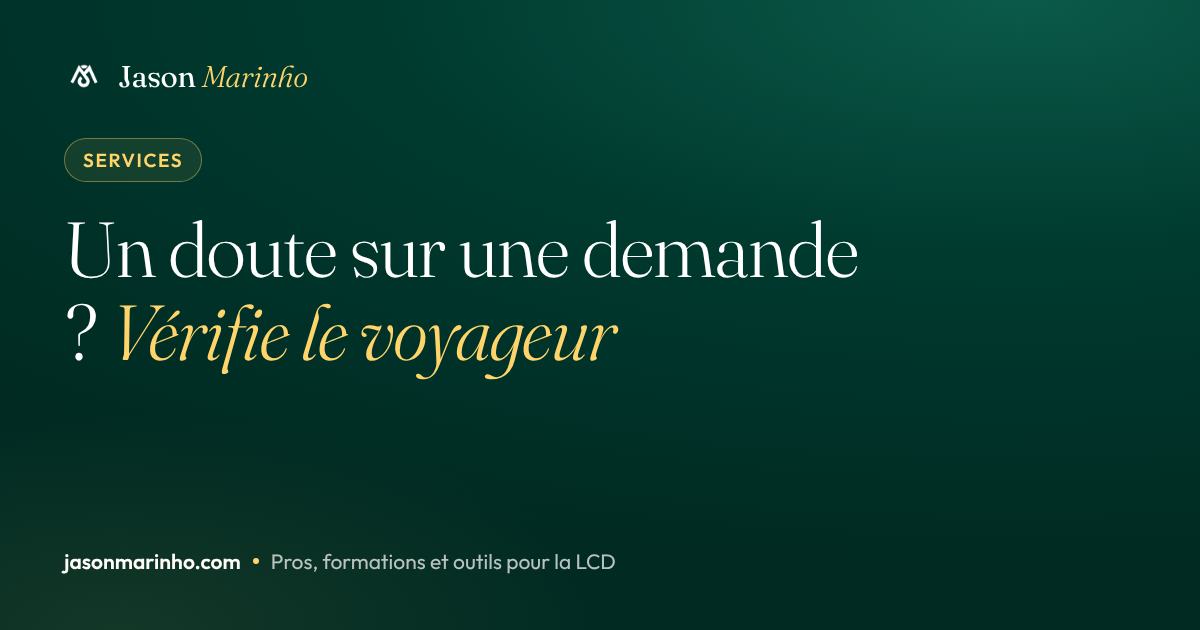 Jason Marinho
SERVICES
Un doute sur une demande
? Vérifie le voyageur
jasonmarinho.com • Pros, formations et outils pour la LCD